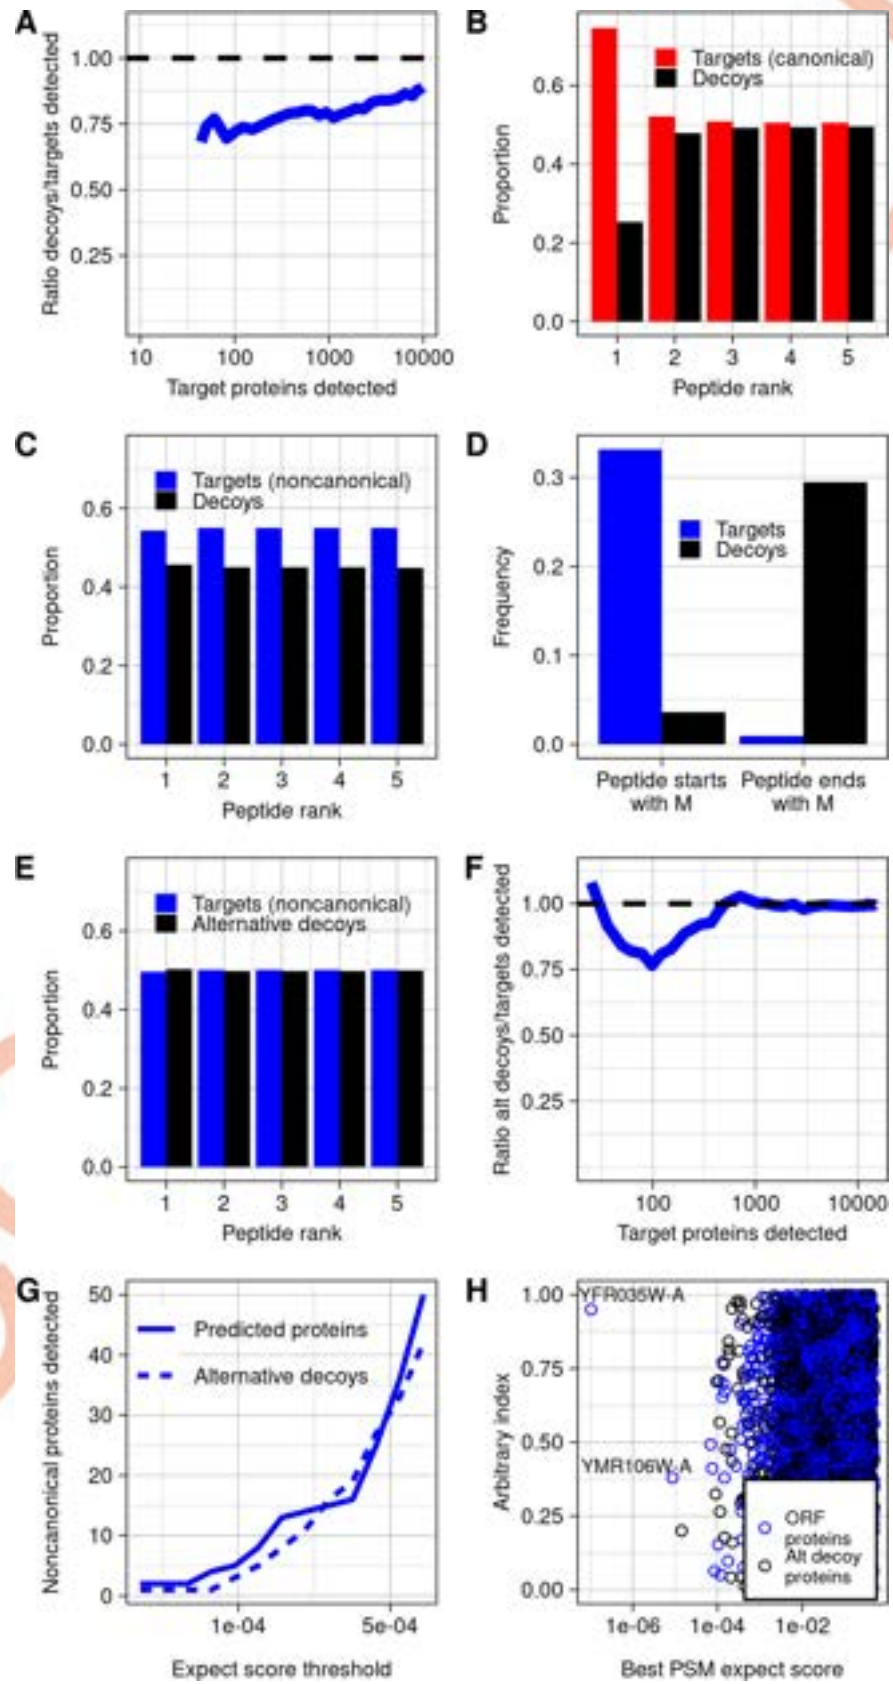 A
Ratio decoys/targets detected
1.00
0.75
0.50
0.25
10 100 1000 10000
Target proteins detected
B
Proportion
0.6
0.4
0.2
0.0
Targets (canonical)
Decoys
1 2 3 4 5
Peptide rank
C
Proportion
0.6
0.4
0.2
0.0
Targets (noncanonical)
Decoys
1 2 3 4 5
Peptide rank
D
Frequency
0.3
0.2
0.1
0.0
Targets
Decoys
Peptide starts
with M
Peptide ends
with M
E
Proportion
0.6
0.4
0.2
0.0
Targets (noncanonical)
Alternative decoys
1 2 3 4 5
Peptide rank
F
Ratio alt decoys/targets detected
1.00
0.75
0.50
0.25
100 1000 10000
Target proteins detected
G
Noncanonical proteins detected
50
40
30
20
10
0
Predicted proteins
Alternative decoys
1e-04 5e-04
Expect score threshold
H
Arbitrary index
1.00
0.75
0.50
0.25
0.00
YFR035W-A
YMR106W-A
ORF
proteins
Alt decoy
proteins
1e-06 1e-04 1e-02
Best PSM expect score